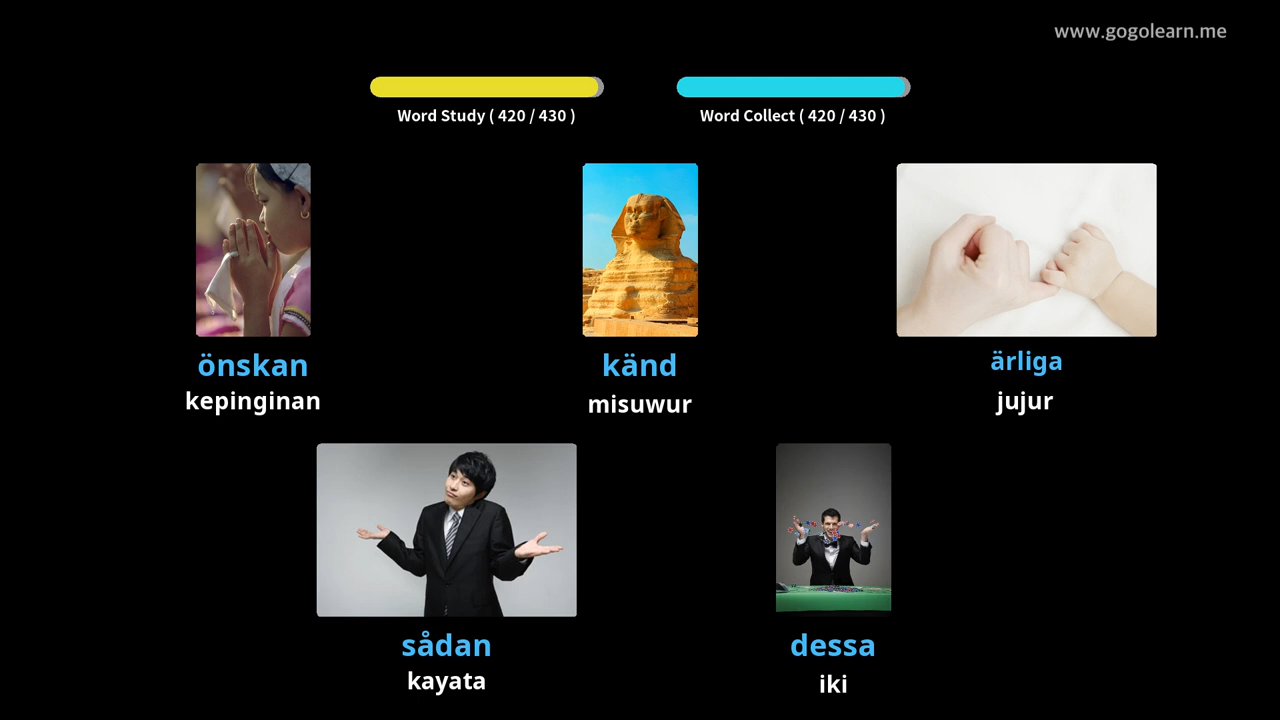 www.gogolearn.me
Word Study ( 420 / 430 )
Word Collect ( 420 / 430 )
önskan
kepinginan
känd
misuwur
ärliga
jujur
sådan
kayata
dessa
iki